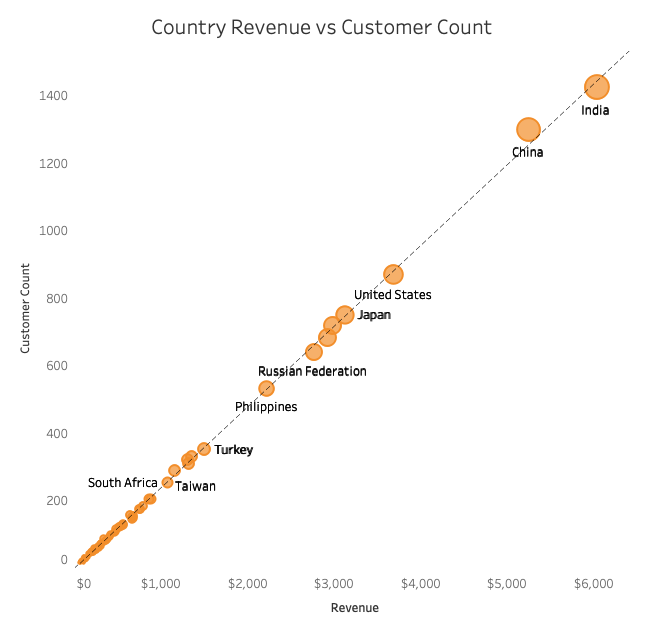 Country Revenue vs Customer Count
1400
India
China
1200
1000
800
United States
Japan
600
Russian Federation
Philippines
400
Turkey
South Africa
Taiwan
200
0
Customer Count
$0 $1,000 $2,000 $3,000 $4,000 $5,000 $6,000
Revenue